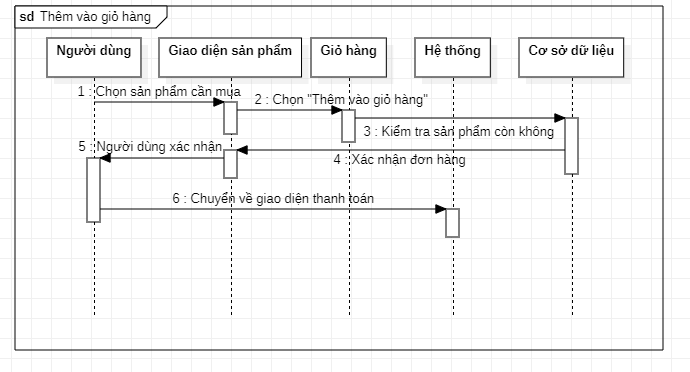 sd Thêm vào giỏ hàng
Người dùng
Giao diện sản phẩm
Giỏ hàng
Hệ thống
Cơ sở dữ liệu
1 : Chọn sản phẩm cần mua
2 : Chọn "Thêm vào giỏ hàng"
3 : Kiểm tra sản phẩm còn không
4 : Xác nhận đơn hàng
5 : Người dùng xác nhận
6 : Chuyển về giao diện thanh toán